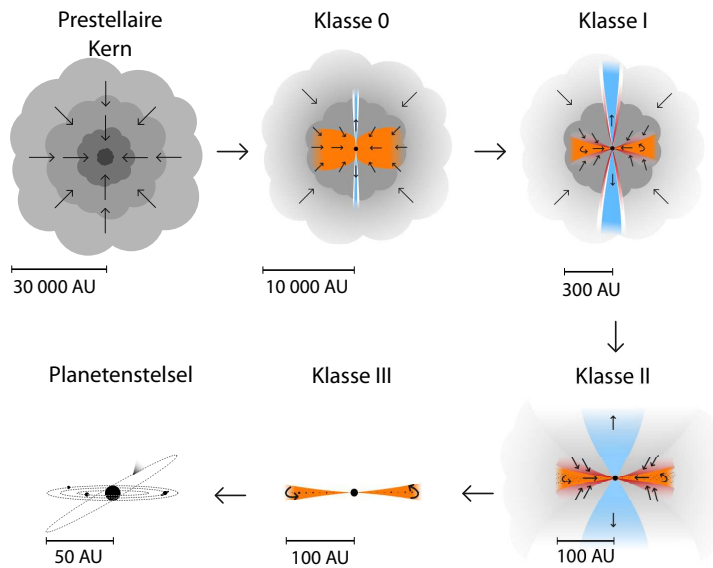 Prestellaire
Kern
Klasse 0
Klasse I
30 000 AU
10 000 AU
300 AU
Planetenstelsel
Klasse III
Klasse II
50 AU
100 AU
100 AU